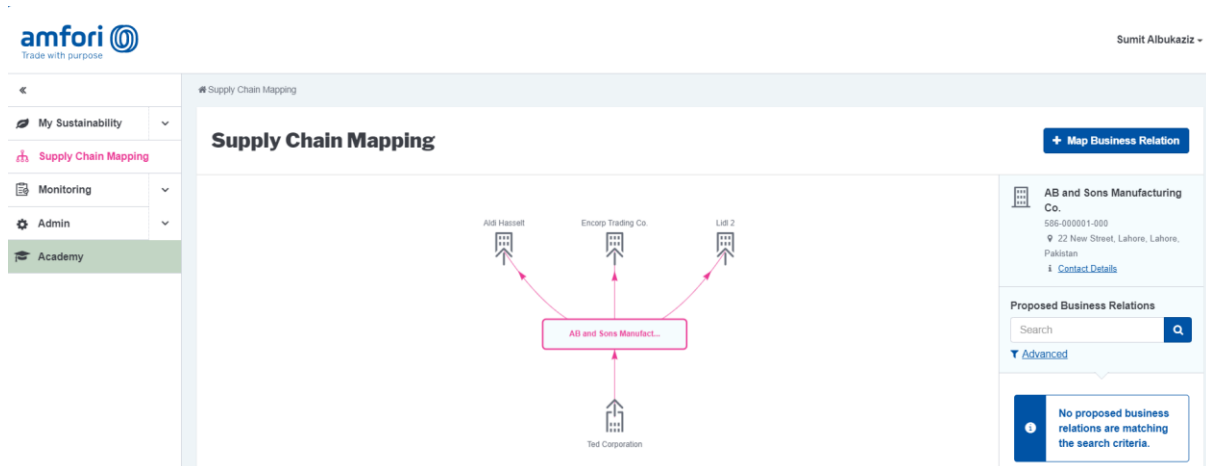 amfori
Trade with purpose
Sumit Albukaziz
Supply Chain Mapping
My Sustainability
Supply Chain Mapping
Monitoring
Admin
Academy
Supply Chain Mapping
+ Map Business Relation
Aldi Hasselt
Encorp Trading Co.
Lidl 2
AB and Sons Manufact...
Ted Corporation
AB and Sons Manufacturing
Co.
586-000001-000
22 New Street, Lahore, Lahore,
Pakistan
Contact Details
Proposed Business Relations
Search
Advanced
No proposed business
relations are matching
the search criteria.